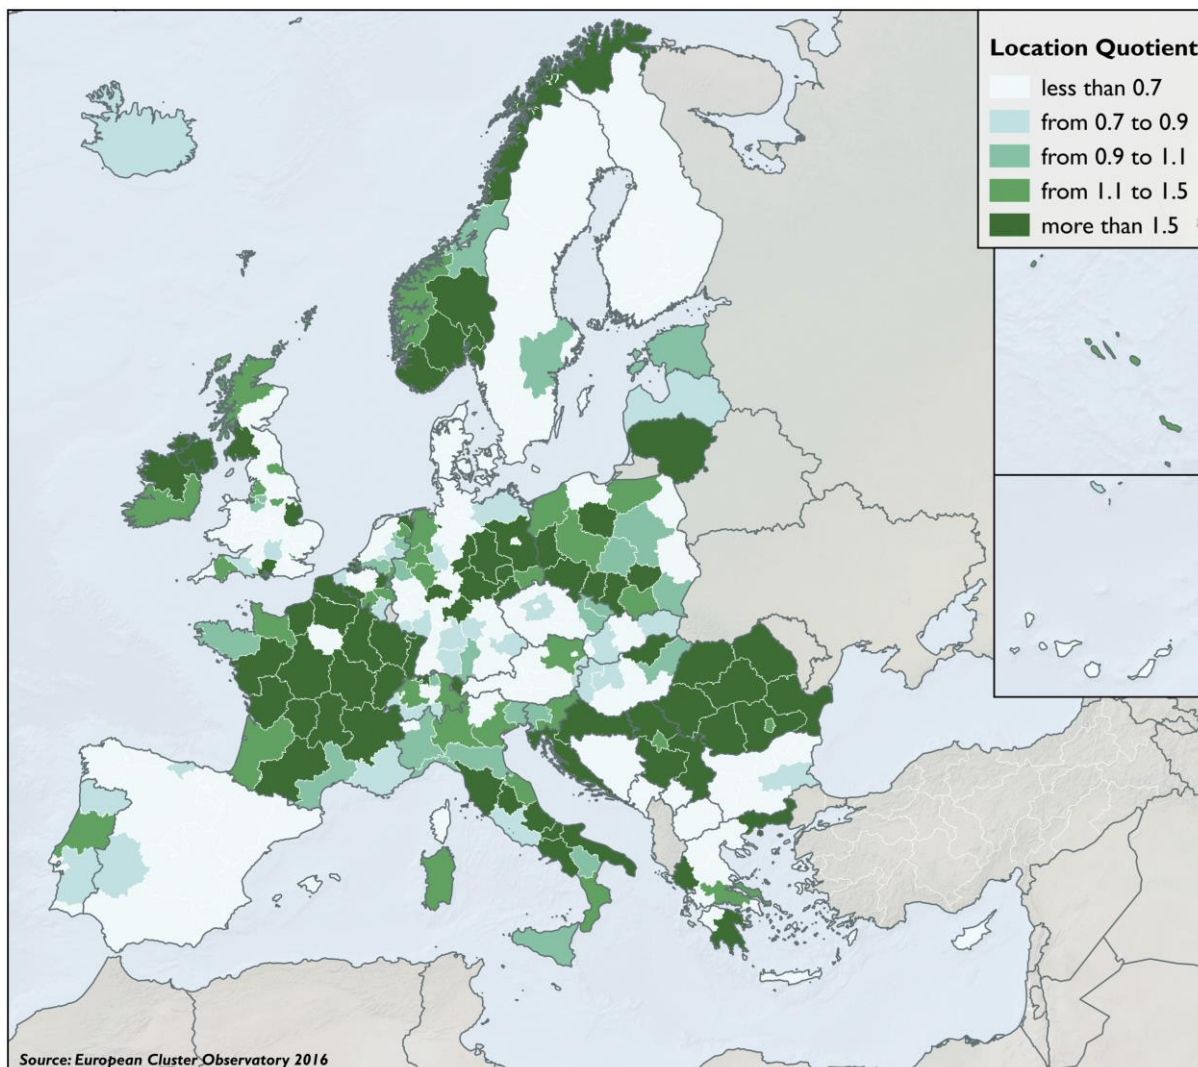 Location Quotient
less than 0.7
from 0.7 to 0.9
from 0.9 to 1.1
from 1.1 to 1.5
more than 1.5
Source: European Cluster Observatory 2016